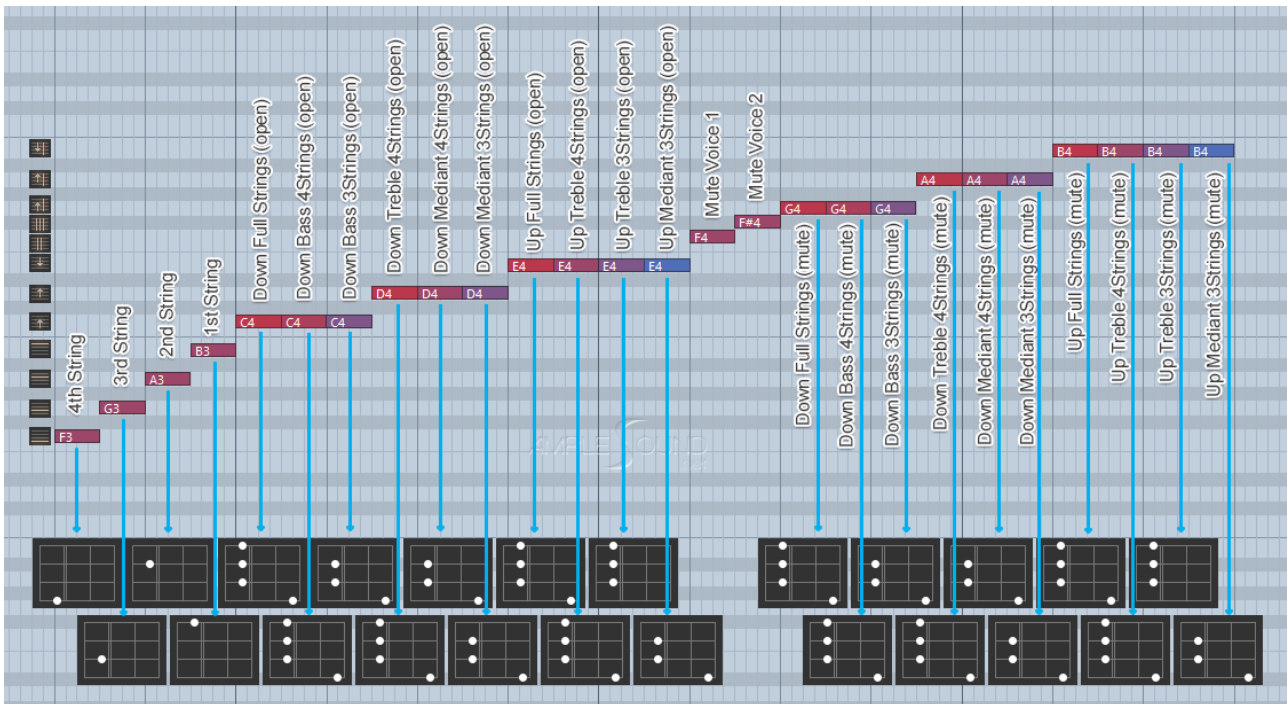 4th String
3rd String
2nd String
1st String
Down Full Strings (open)
Down Bass 4Strings (open)
Down Bass 3Strings (open)
Down Treble 4Strings (open)
Down Mediant 4Strings (open)
Down Mediant 3Strings (open)
Up Full Strings (open)
Up Treble 4Strings (open)
Up Treble 3Strings (open)
Up Mediant 3Strings (open)
Mute Voice 1
Mute Voice 2
Down Full Strings (mute)
Down Bass 4Strings (mute)
Down Bass 3Strings (mute)
Down Treble 4Strings (mute)
Down Mediant 4Strings (mute)
Down Mediant 3Strings (mute)
Up Full Strings (mute)
Up Treble 4Strings (mute)
Up Treble 3Strings (mute)
Up Mediant 3Strings (mute)
B4 B4 B4 B4
A4 A4 A4
G4 G4 G4
F#4
F4
E4 E4 E4 E4
D4 D4 D4
C4 C4 C4
B3
A3
G3
F3
AMPLE SOUND